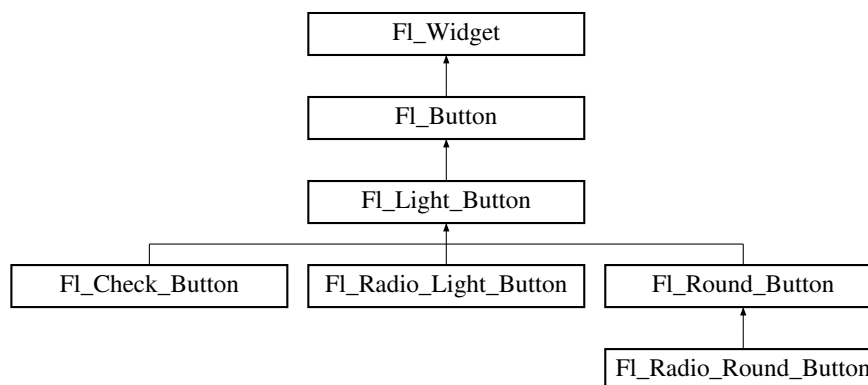 Fl_Widget
Fl_Button
Fl_Light_Button
Fl_Check_Button
Fl_Radio_Light_Button
Fl_Round_Button
Fl_Radio_Round_Button